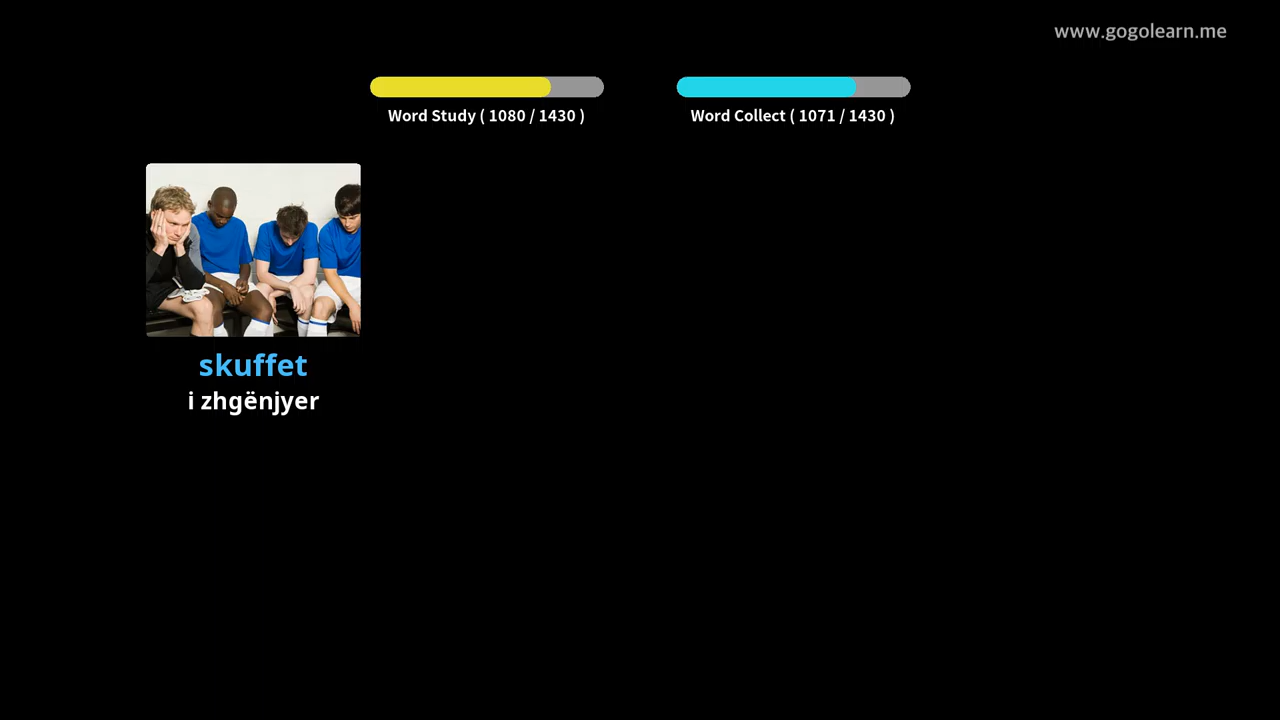 www.gogolearn.me
Word Study ( 1080 / 1430 )
Word Collect ( 1071 / 1430 )
skuffet
i zhgënjyer